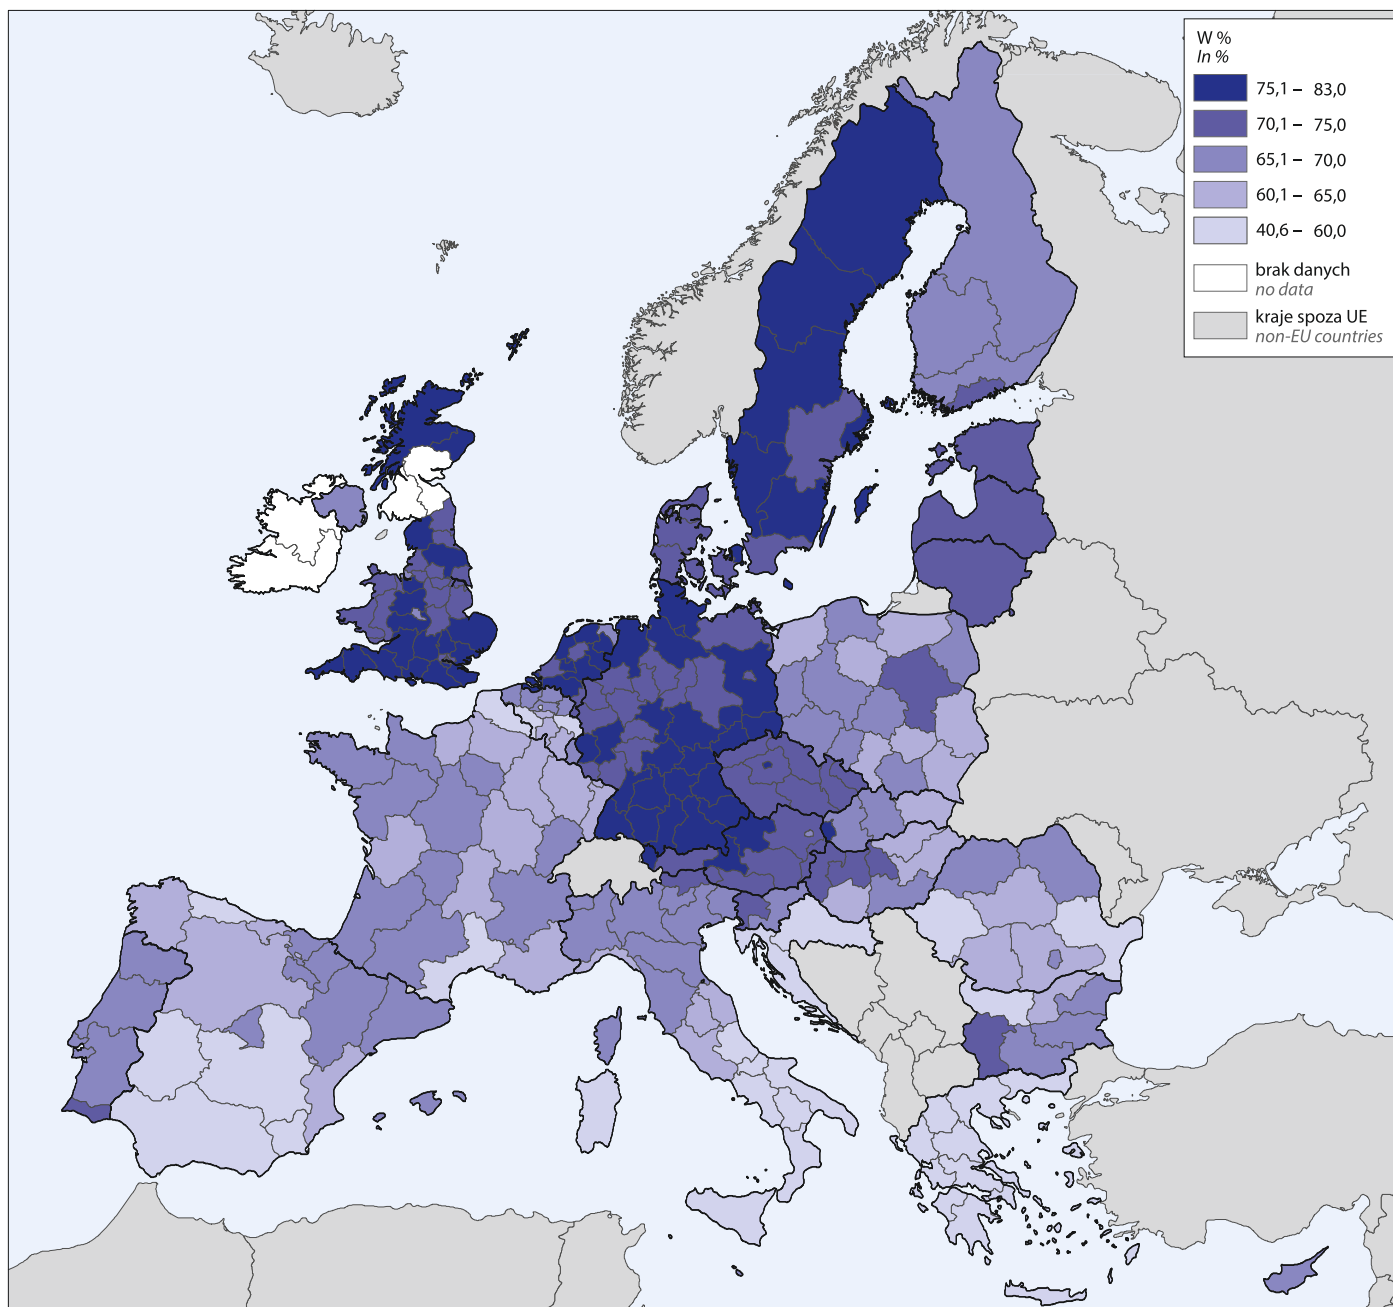 W %
In %
75,1 – 83,0
70,1 – 75,0
65,1 – 70,0
60,1 – 65,0
40,6 – 60,0
brak danych
no data
kraje spoza UE
non-EU countries